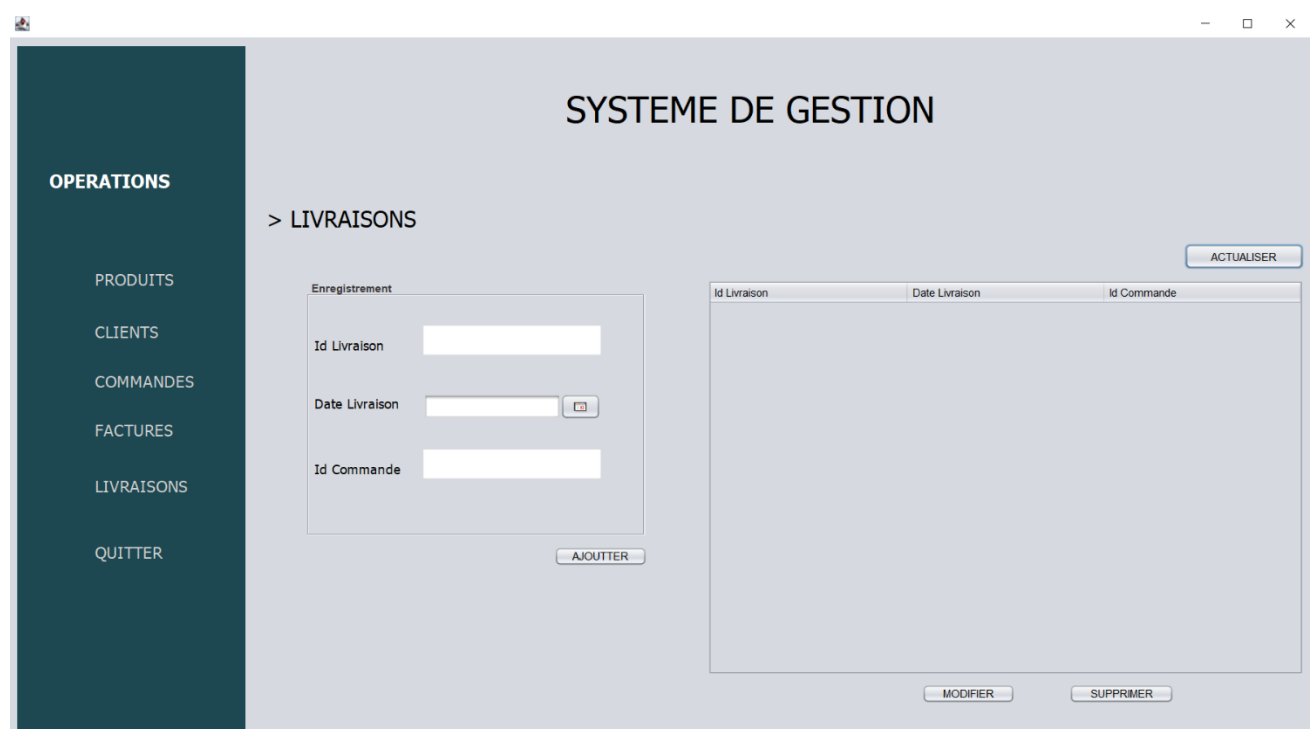 SYSTEME DE GESTION
OPERATIONS
PRODUITS
CLIENTS
COMMANDES
FACTURES
LIVRAISONS
QUITTER
> LIVRAISONS
ACTUALISER
Enregistrement
Id Livraison
Date Livraison
Id Commande
AJOUTTER
Id Livraison Date Livraison Id Commande
MODIFIER SUPPRIMER